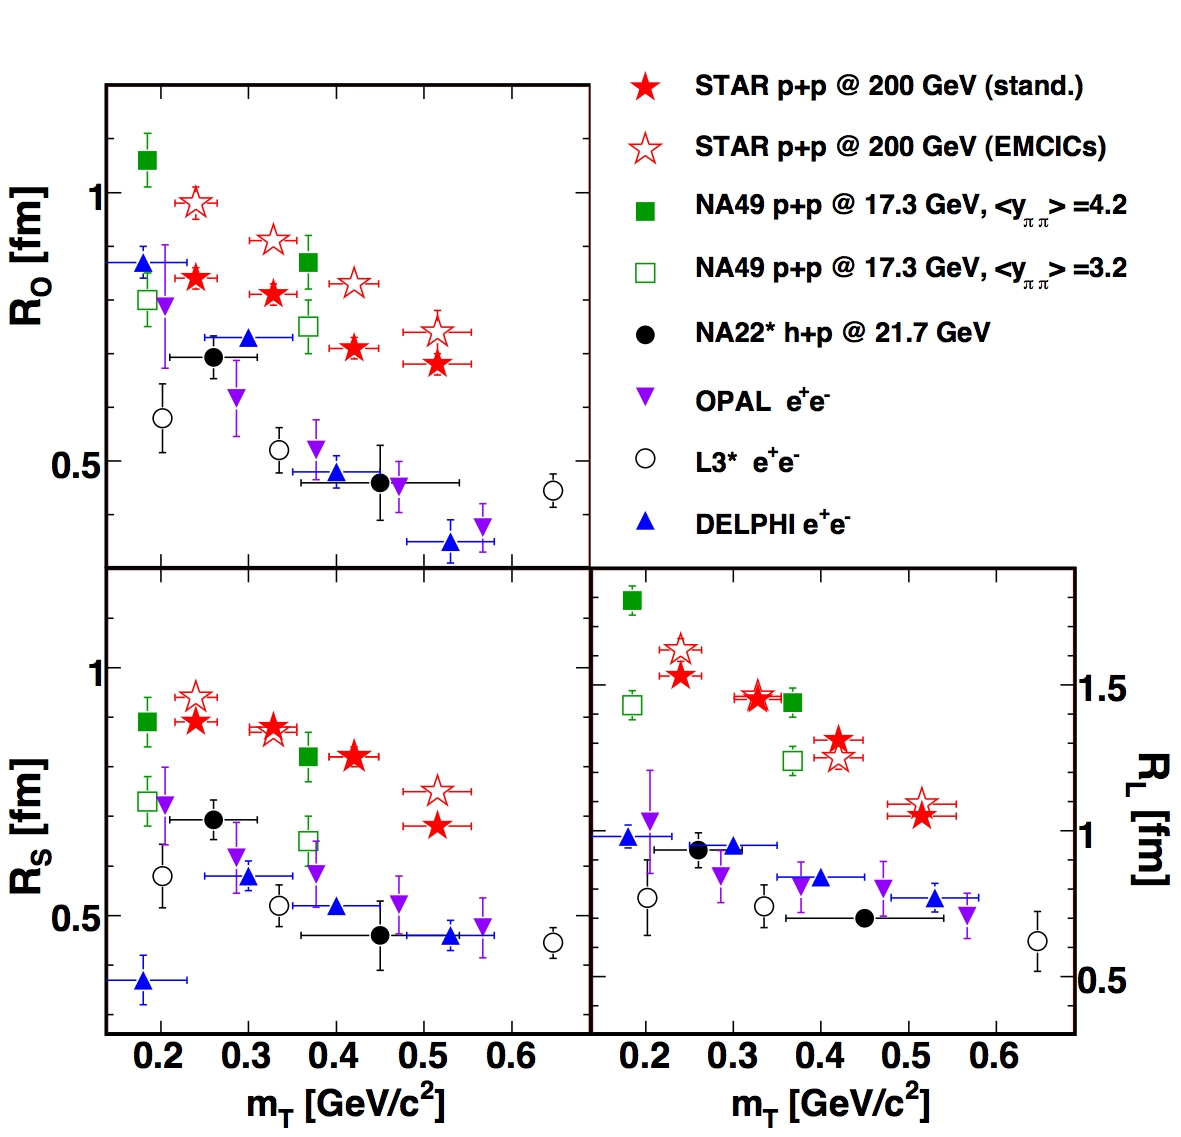 STAR p+p @ 200 GeV (stand.)
STAR p+p @ 200 GeV (EMCICs)
NA49 p+p @ 17.3 GeV, <yππ> =4.2
NA49 p+p @ 17.3 GeV, <yππ> =3.2
NA22* h+p @ 21.7 GeV
OPAL e+e-
L3* e+e-
DELPHI e+e-
RO [fm]
1
0.5
RS [fm]
1
0.5
RL [fm]
1.5
1
0.5
0.2 0.3 0.4 0.5 0.6
0.2 0.3 0.4 0.5 0.6
mT [GeV/c2]
mT [GeV/c2]